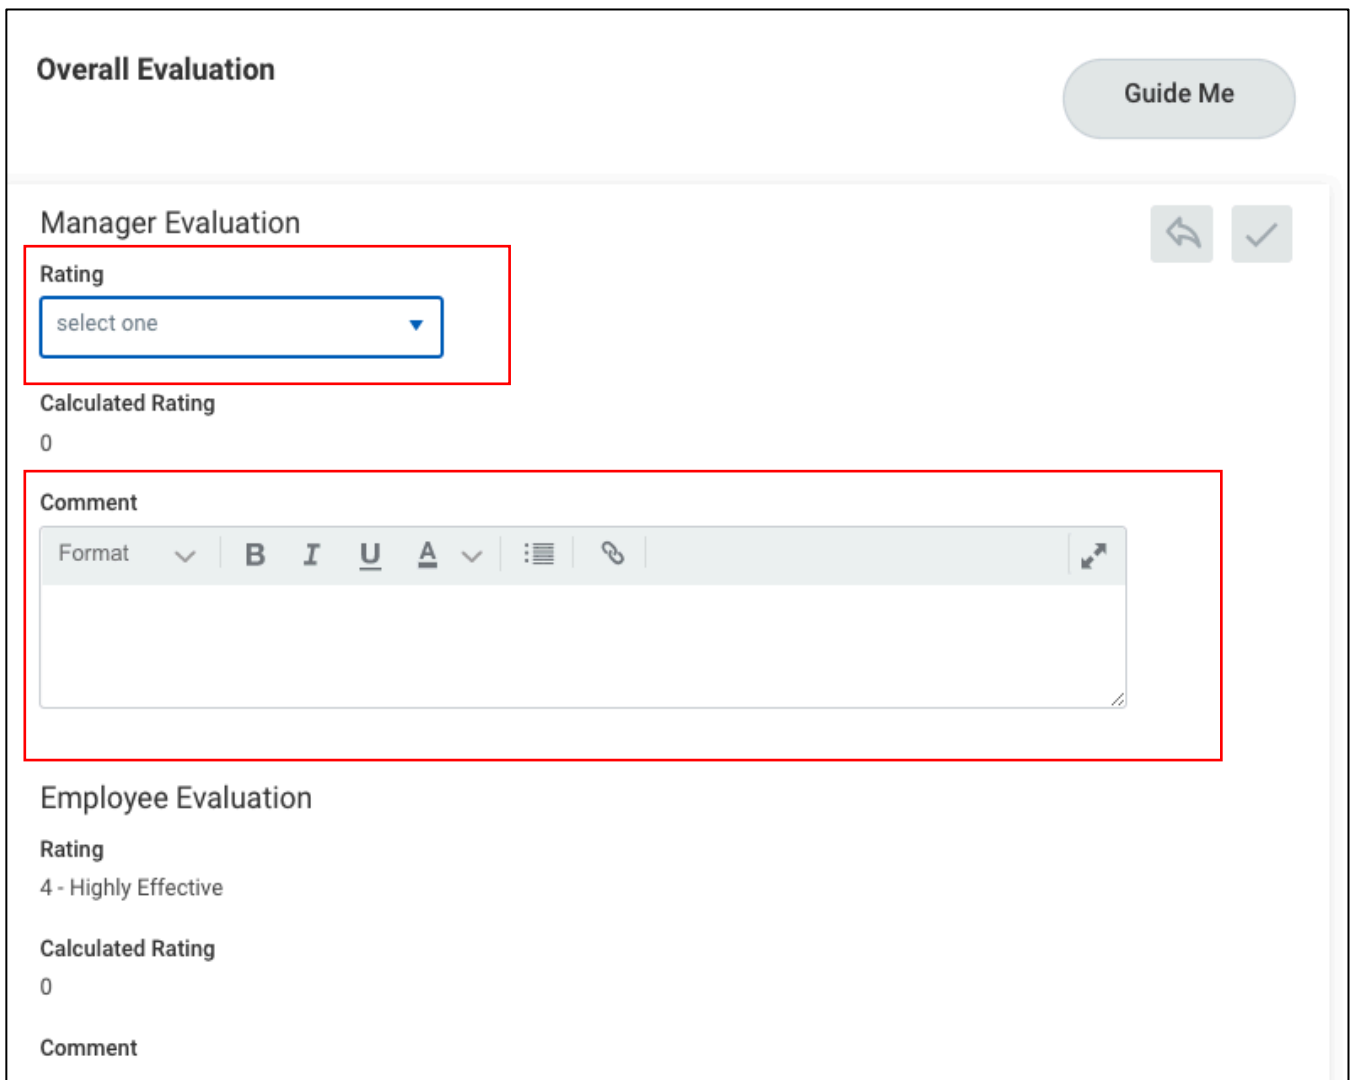 Overall Evaluation
Guide Me
Manager Evaluation
Rating
select one
Calculated Rating
0
Comment
Format B I U A
Employee Evaluation
Rating
4 - Highly Effective
Calculated Rating
0
Comment